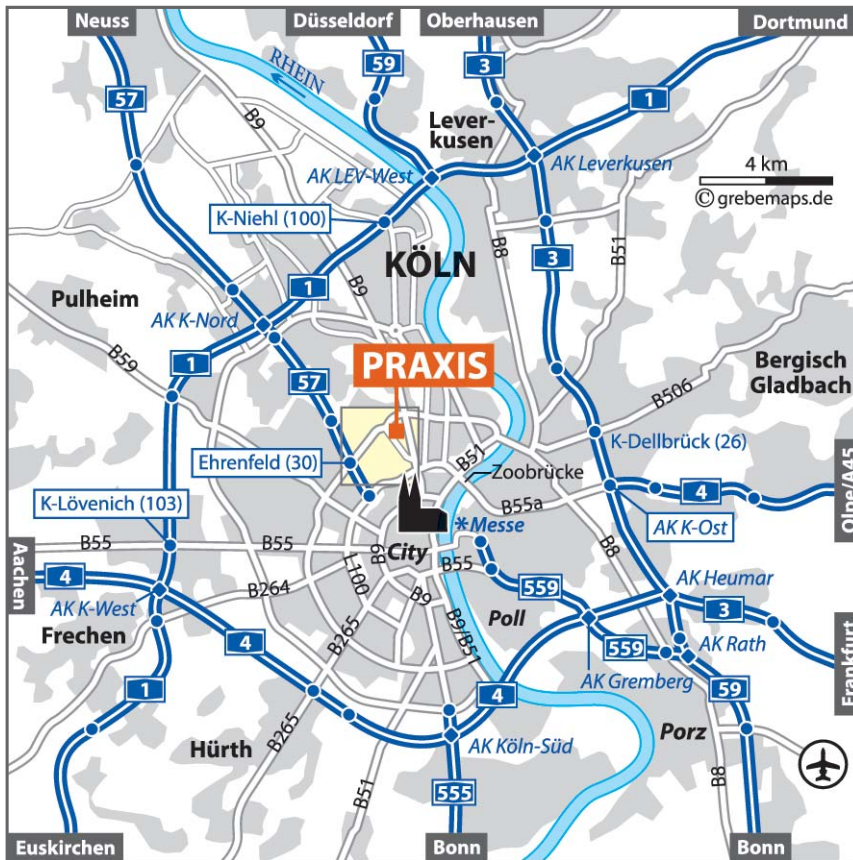 Neuss
Düsseldorf
Oberhausen
Dortmund
59
3
RHEIN
1
57
B9
Lever-
kusen
AK LEV-West
AK Leverkusen
4 km
© grebemaps.de
K-Niehl (100)
B8
B51
KÖLN
3
1
B9
Pulheim
AK K-Nord
B59
1
57
PRAXIS
Bergisch
Gladbach
B506
Ehrenfeld (30)
B51
Zoobrücke
K-Dellbrück (26)
K-Lövenich (103)
B55a
4
Olpe/A45
AK K-Ost
*Messe
B55
B55
L100
B9
City
B55
B8
Aachen
4
AK K-West
B264
B9
559
AK Heumar
3
Frechen
B265
B9/B51
Poll
559
AK Rath
Frankfurt
4
4
AK Gremberg
59
1
Hürth
B265
AK Köln-Süd
Porz
B51
555
B8
Euskirchen
Bonn
Bonn